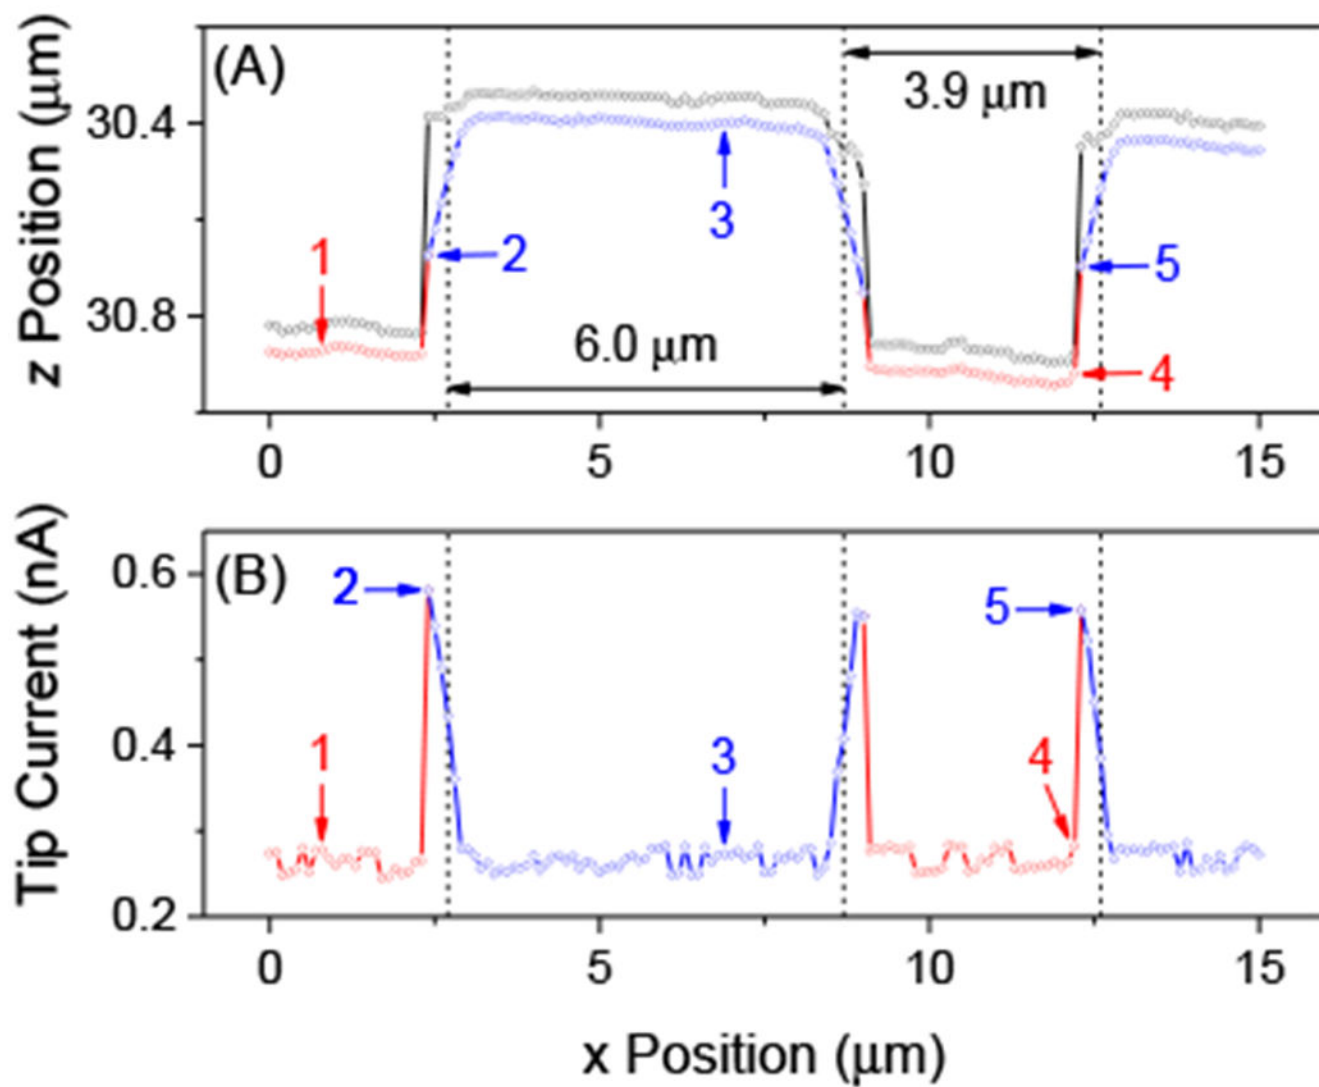 (A)
3.9 μm
30.4
3
1
2
5
30.8
6.0 μm
4
z Position (μm)
0 5 10 15
(B)
0.6
2
5
0.4
1
3
4
0.2
Tip Current (nA)
0 5 10 15
x Position (μm)